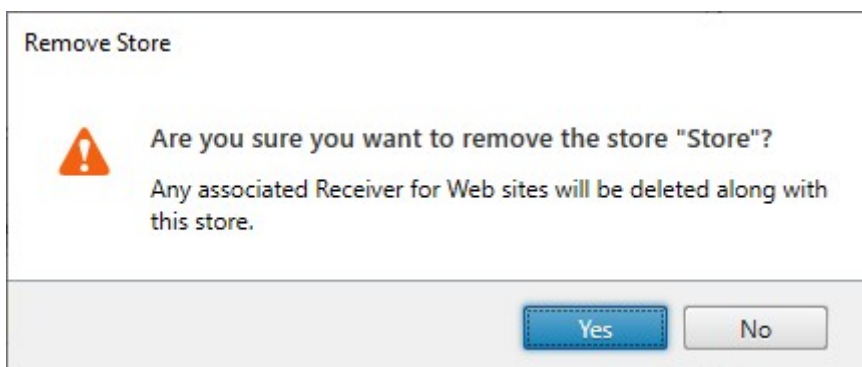 Remove Store
Are you sure you want to remove the store "Store"?
Any associated Receiver for Web sites will be deleted along with
this store.
Yes
No